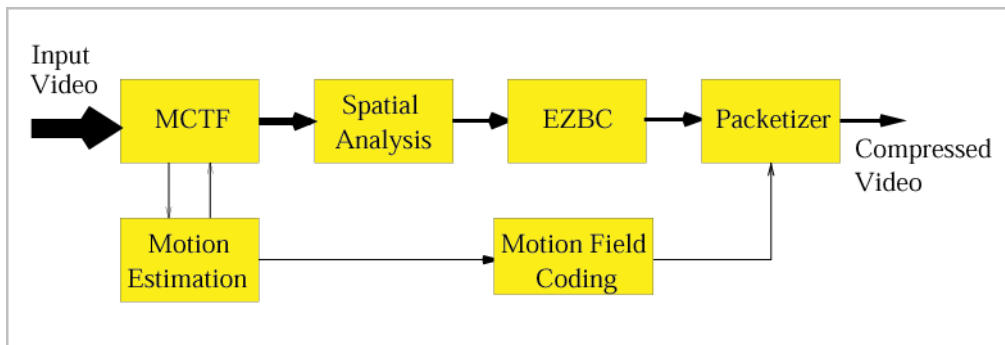 Input
Video
MCTF
Spatial
Analysis
EZBC
Packetizer
Compressed
Video
Motion
Estimation
Motion Field
Coding